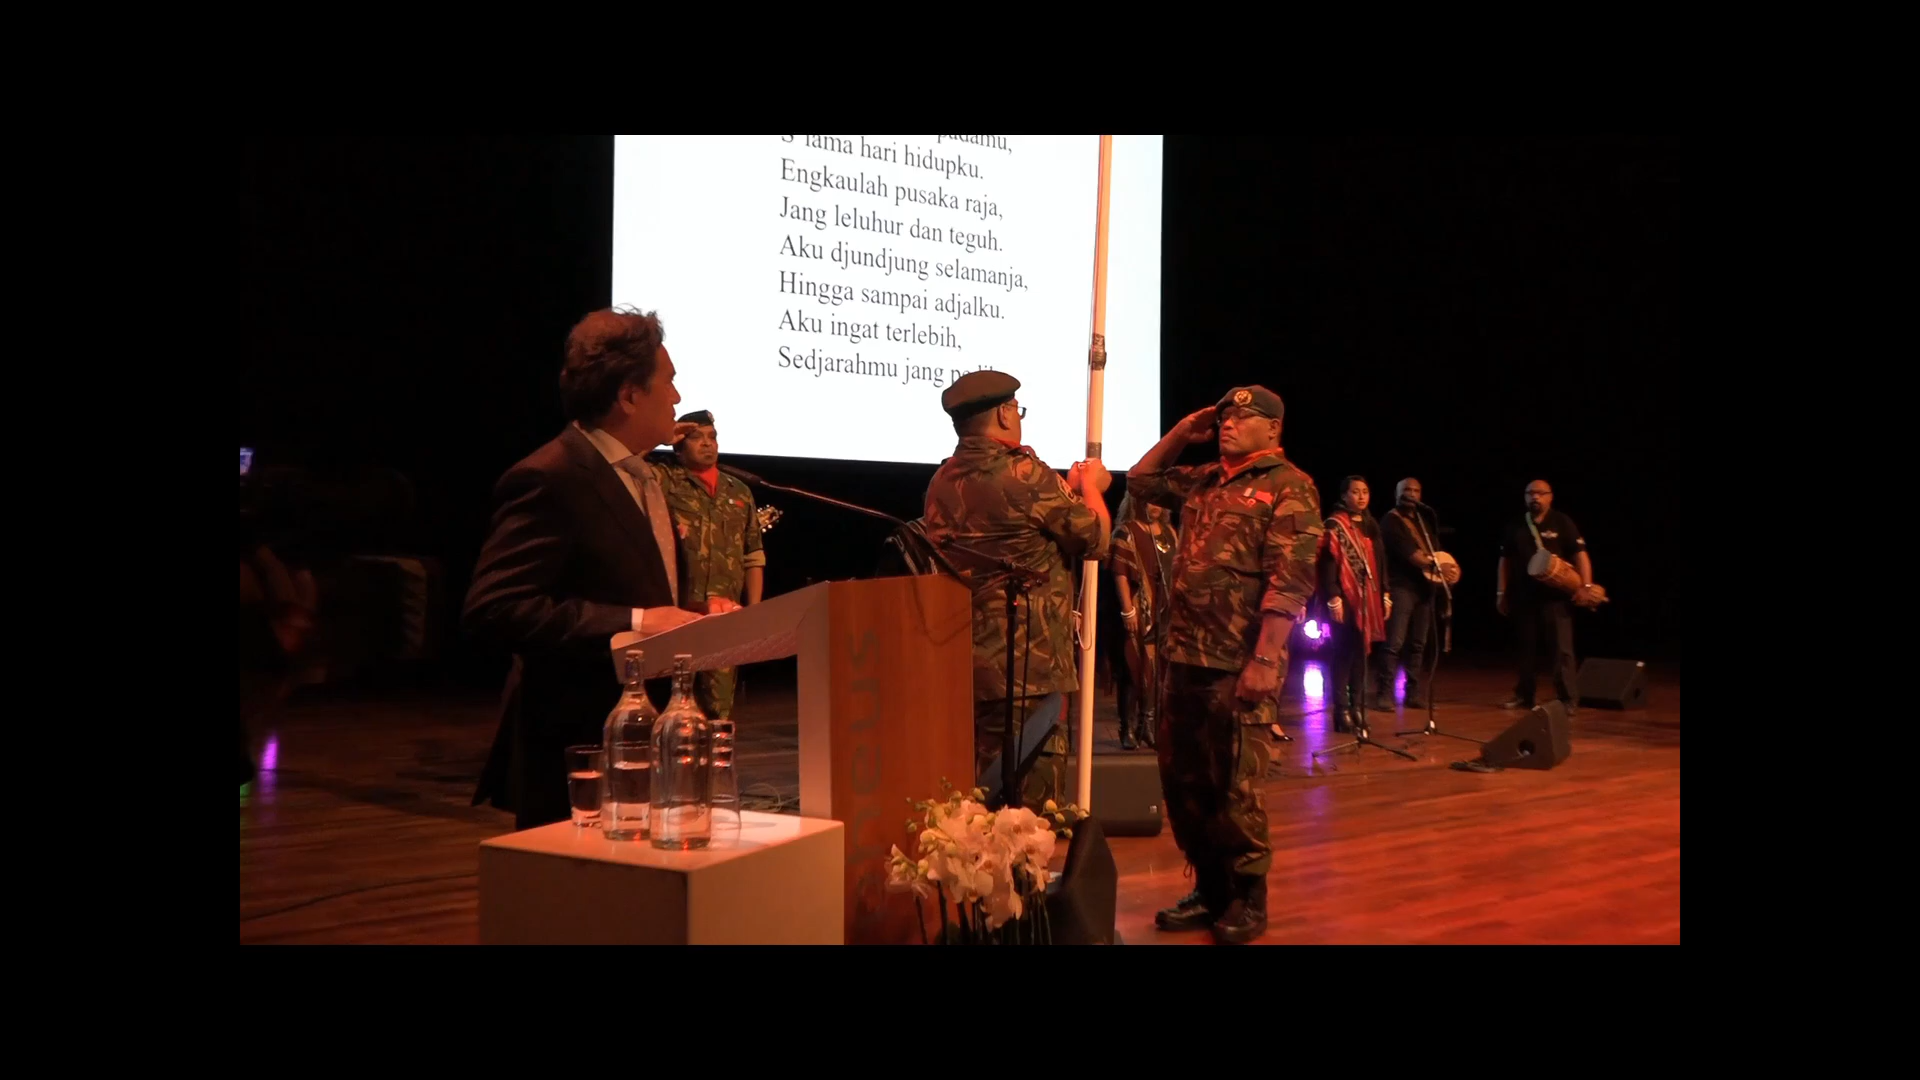 S'lama hari hidupku.
padamu,
Engkaulah pusaka raja,
Jang leluhur dan teguh.
Aku djundjung selamanja,
Hingga sampai adjalku.
Aku ingat terlebih,
Sedjarahmu jang